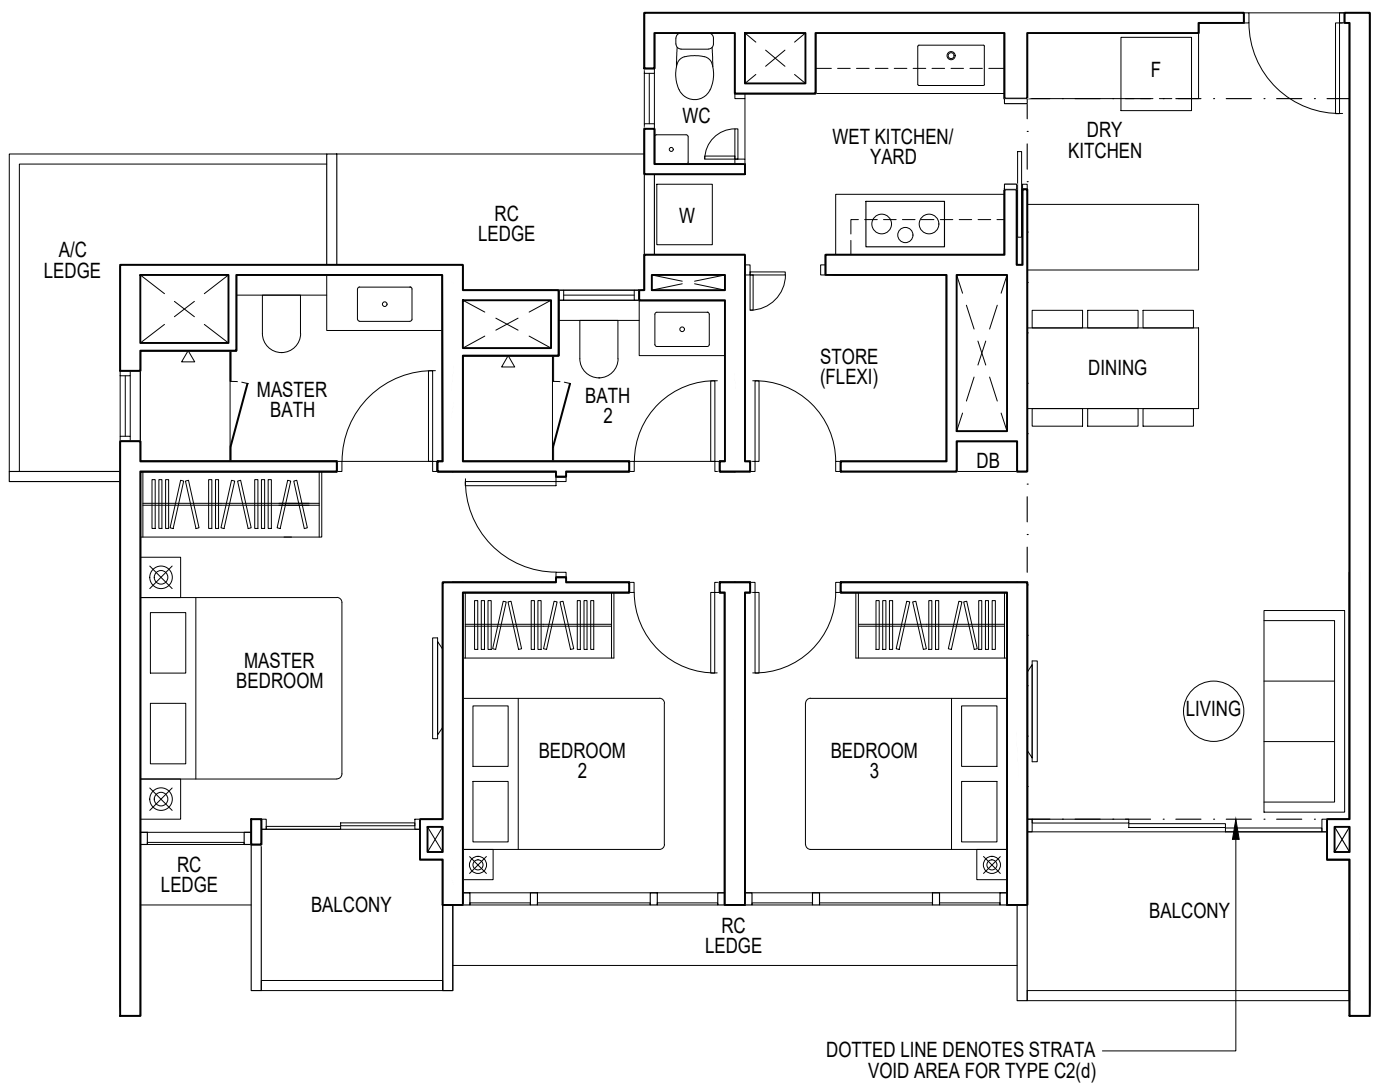 F
WC
WET KITCHEN/
YARD
DRY
KITCHEN
W
RC
LEDGE
A/C
LEDGE
STORE
(FLEXI)
DINING
MASTER
BATH
BATH
2
DB
MASTER
BEDROOM
LIVING
BEDROOM
2
BEDROOM
3
RC
LEDGE
BALCONY
BALCONY
RC
LEDGE
DOTTED LINE DENOTES STRATA
VOID AREA FOR TYPE C2(d)